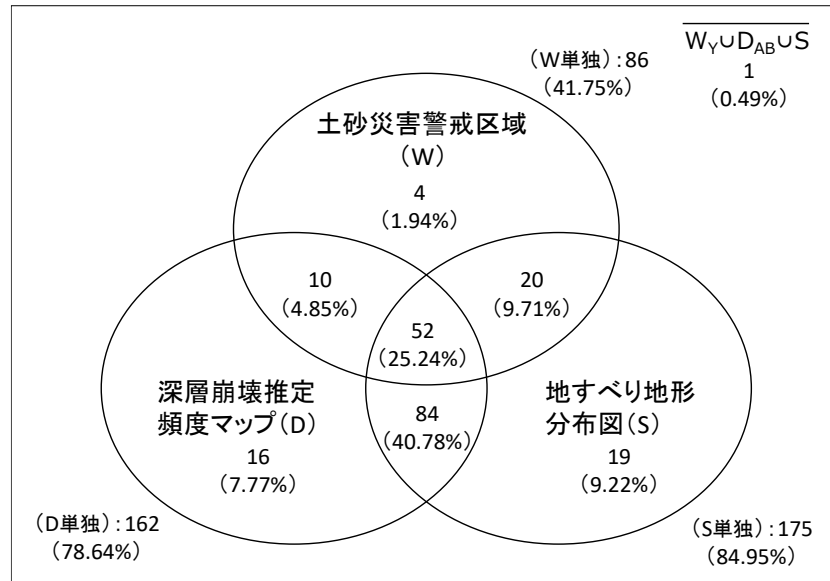 (W単独):86
(41.75%)
W_Y∪D_AB∪S
1
(0.49%)
土砂災害警戒区域
(W)
4
(1.94%)
10
(4.85%)
20
(9.71%)
52
(25.24%)
深層崩壊推定
頻度マップ(D)
16
(7.77%)
84
(40.78%)
地すべり地形
分布図(S)
19
(9.22%)
(D単独):162
(78.64%)
(S単独):175
(84.95%)